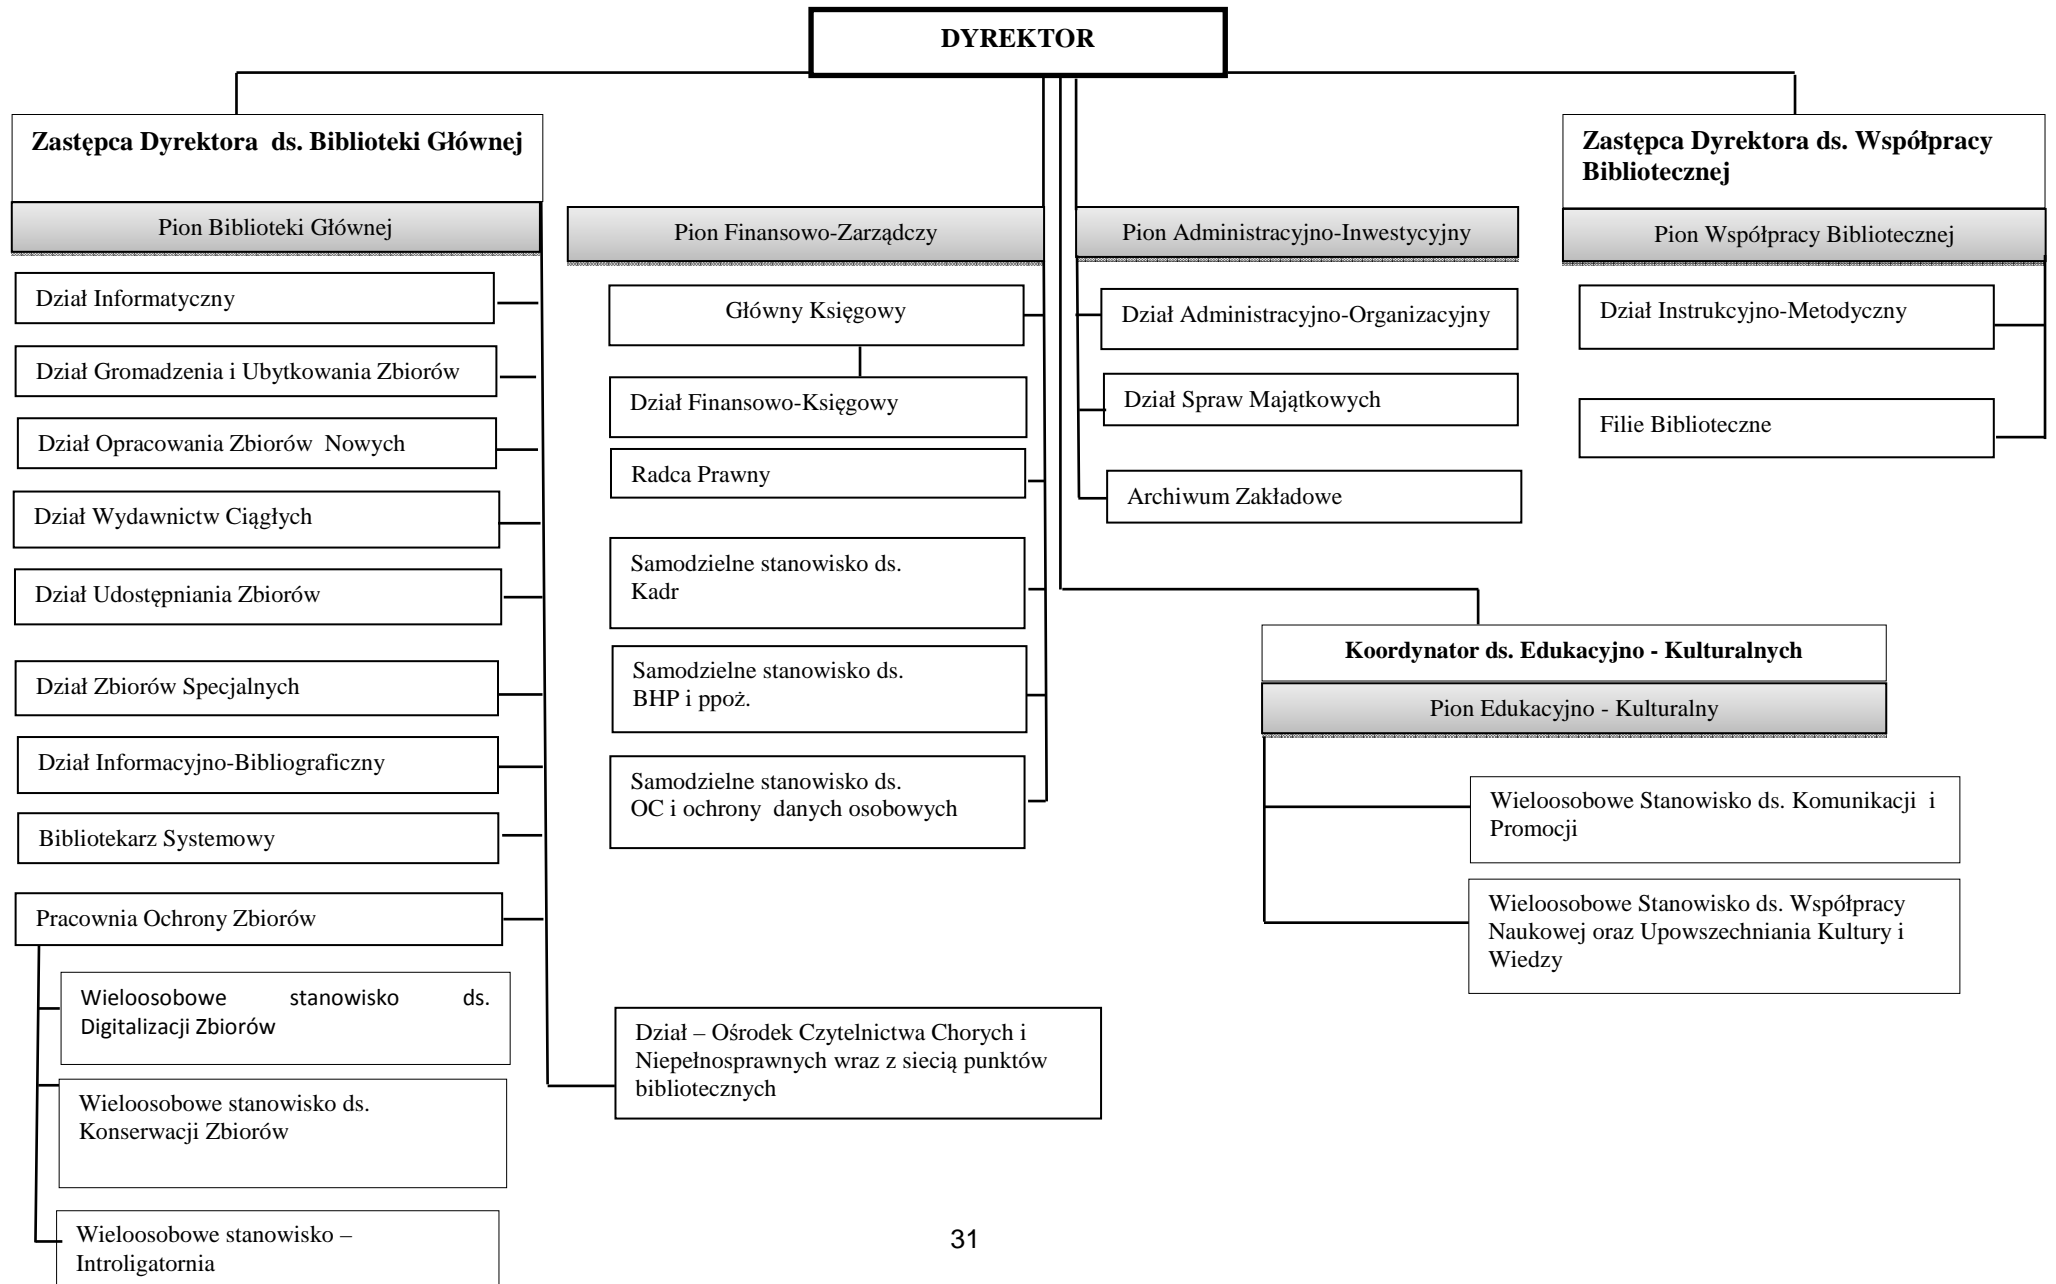 DYREKTOR
Zastępca Dyrektora ds. Biblioteki Głównej
Pion Biblioteki Głównej
Dział Informatyczny
Dział Gromadzenia i Ubytkowania Zbiorów
Dział Opracowania Zbiorów Nowych
Dział Wydawnictw Ciągłych
Dział Udostępniania Zbiorów
Dział Zbiorów Specjalnych
Dział Informacyjno-Bibliograficzny
Bibliotekarz Systemowy
Pracownia Ochrony Zbiorów
Wieloosobowe stanowisko ds.
Digitalizacji Zbiorów
Wieloosobowe stanowisko ds.
Konserwacji Zbiorów
Wieloosobowe stanowisko –
Introligatornia
Dział – Ośrodek Czytelnictwa Chorych i
Niepełnosprawnych wraz z siecią punktów
bibliotecznych
Pion Finansowo-Zarządczy
Główny Księgowy
Dział Finansowo-Księgowy
Radca Prawny
Samodzielne stanowisko ds.
Kadr
Samodzielne stanowisko ds.
BHP i ppoż.
Samodzielne stanowisko ds.
OC i ochrony danych osobowych
Pion Administracyjno-Inwestycyjny
Dział Administracyjno-Organizacyjny
Dział Spraw Majątkowych
Archiwum Zakładowe
Zastępca Dyrektora ds. Współpracy
Bibliotecznej
Pion Współpracy Bibliotecznej
Dział Instrukcyjno-Metodyczny
Filie Biblioteczne
Koordynator ds. Edukacyjno - Kulturalnych
Pion Edukacyjno - Kulturalny
Wieloosobowe Stanowisko ds. Komunikacji i
Promocji
Wieloosobowe Stanowisko ds. Współpracy
Naukowej oraz Upowszechniania Kultury i
Wiedzy
31